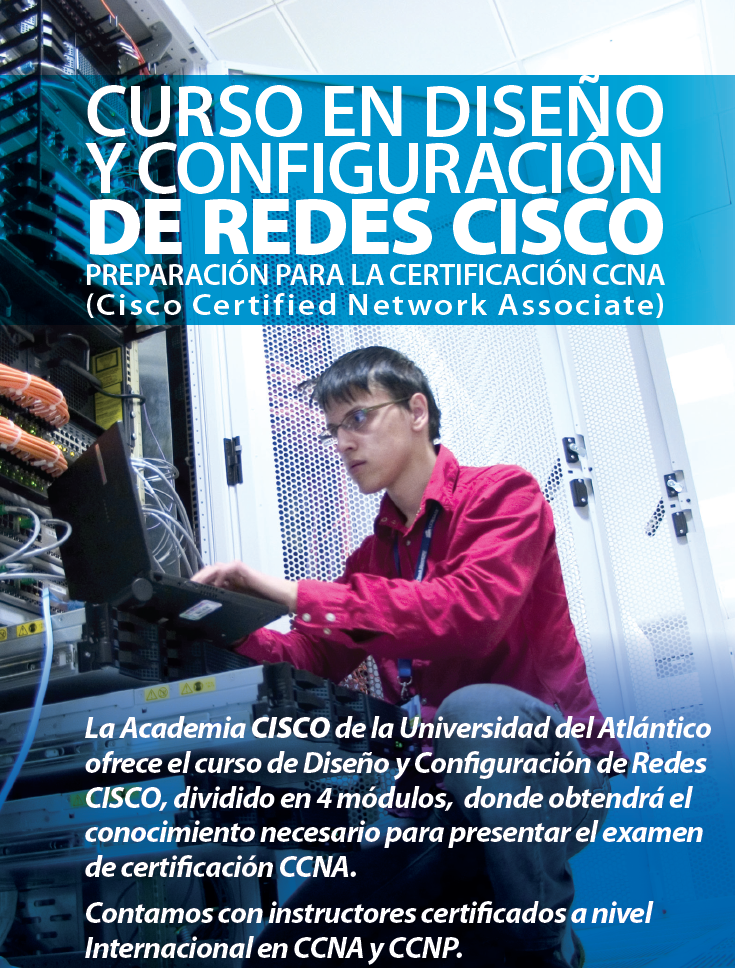 CURSO EN DISEÑO
Y CONFIGURACIÓN
DE REDES CISCO
PREPARACIÓN PARA LA CERTIFICACIÓN CCNA
(Cisco Certified Network Associate)
La Academia CISCO de la Universidad del Atlántico
ofrece el curso de Diseño y Configuración de Redes
CISCO, dividido en 4 módulos, donde obtendrá el
conocimiento necesario para presentar el examen
de certificación CCNA.
Contamos con instructores certificados a nivel
Internacional en CCNA y CCNP.